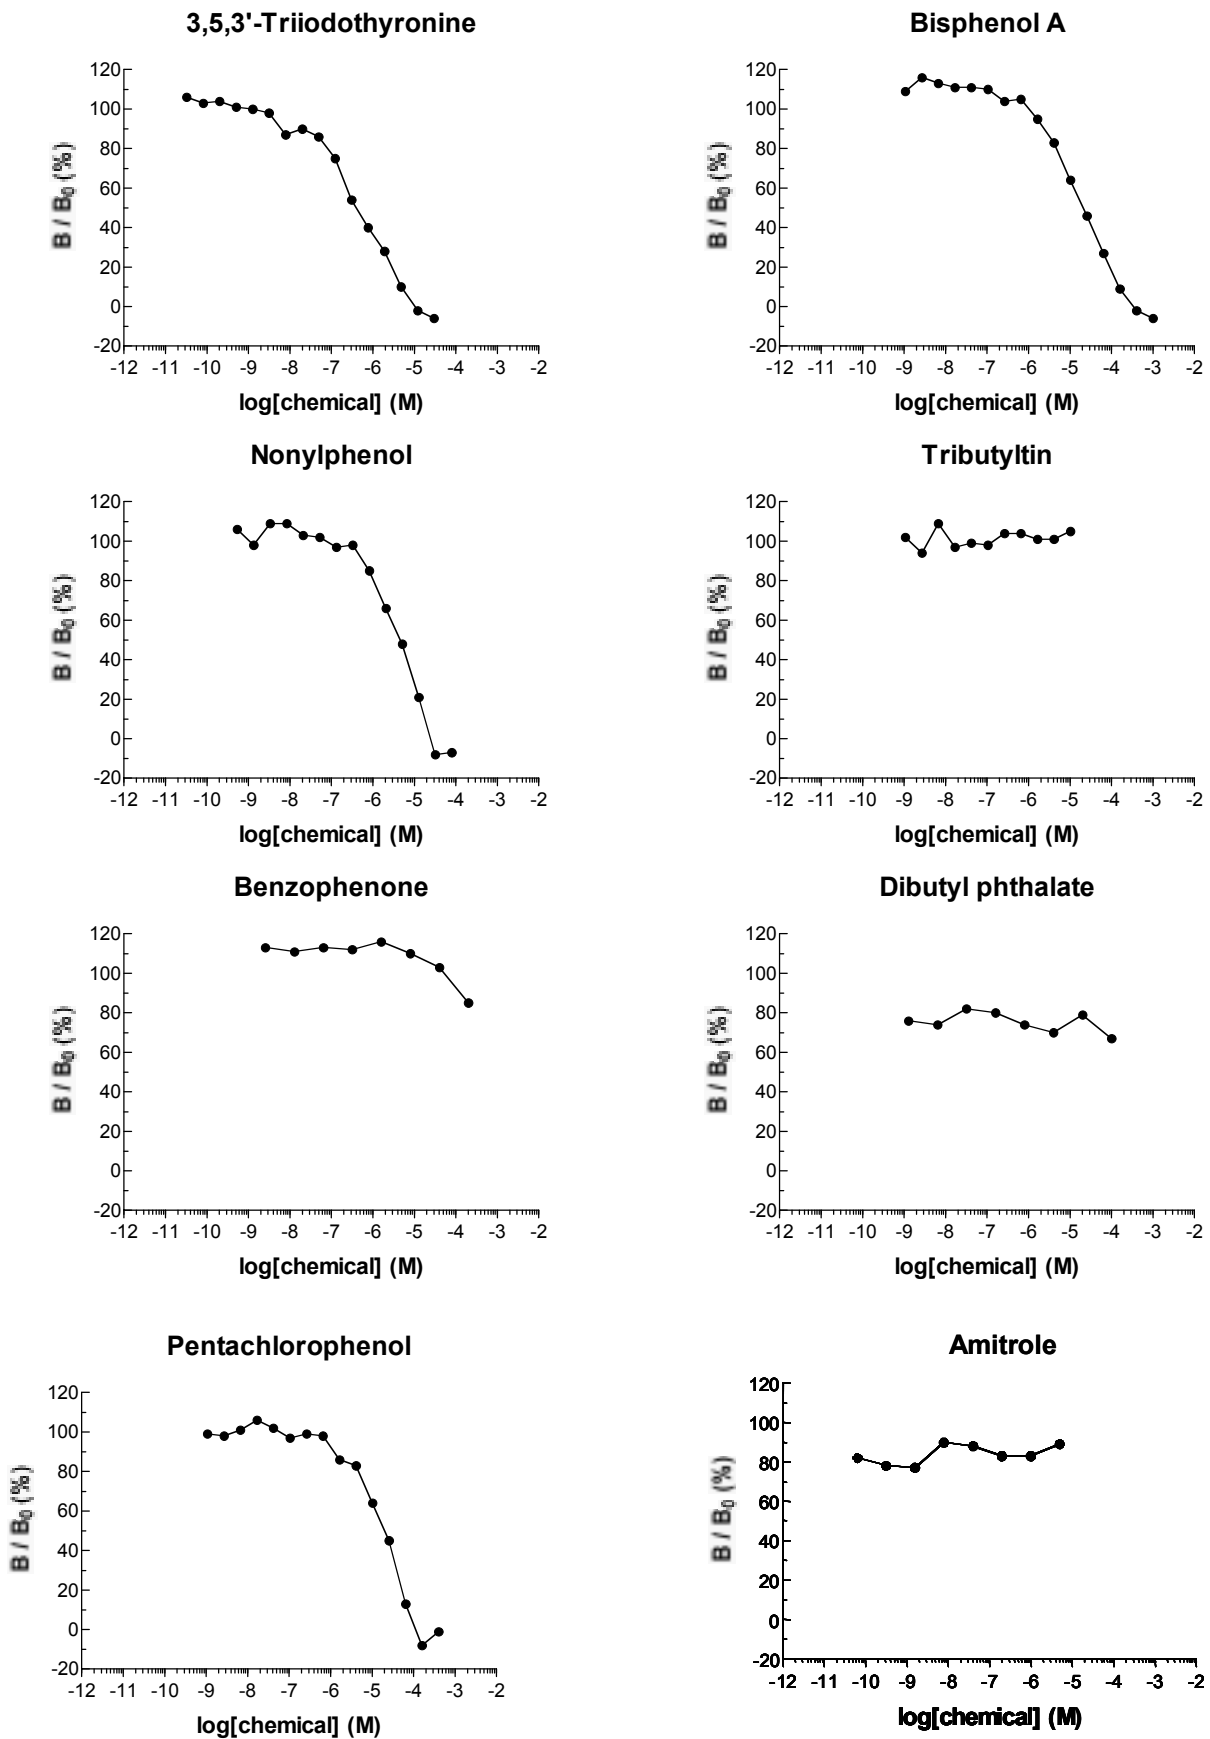 3,5,3'-Triiodothyronine
120
100
80
60
40
20
0
-20
B / B0 (%)
-12 -11 -10 -9 -8 -7 -6 -5 -4 -3 -2
log[chemical] (M)
Bisphenol A
120
100
80
60
40
20
0
-20
B / B0 (%)
-12 -11 -10 -9 -8 -7 -6 -5 -4 -3 -2
log[chemical] (M)
Nonylphenol
120
100
80
60
40
20
0
-20
B / B0 (%)
-12 -11 -10 -9 -8 -7 -6 -5 -4 -3 -2
log[chemical] (M)
Tributyltin
120
100
80
60
40
20
0
-20
B / B0 (%)
-12 -11 -10 -9 -8 -7 -6 -5 -4 -3 -2
log[chemical] (M)
Benzophenone
120
100
80
60
40
20
0
-20
B / B0 (%)
-12 -11 -10 -9 -8 -7 -6 -5 -4 -3 -2
log[chemical] (M)
Dibutyl phthalate
120
100
80
60
40
20
0
-20
B / B0 (%)
-12 -11 -10 -9 -8 -7 -6 -5 -4 -3 -2
log[chemical] (M)
Pentachlorophenol
120
100
80
60
40
20
0
-20
B / B0 (%)
-12 -11 -10 -9 -8 -7 -6 -5 -4 -3 -2
log[chemical] (M)
Amitrole
120
100
80
60
40
20
0
-20
B / B0 (%)
-12 -11 -10 -9 -8 -7 -6 -5 -4 -3 -2
log[chemical] (M)